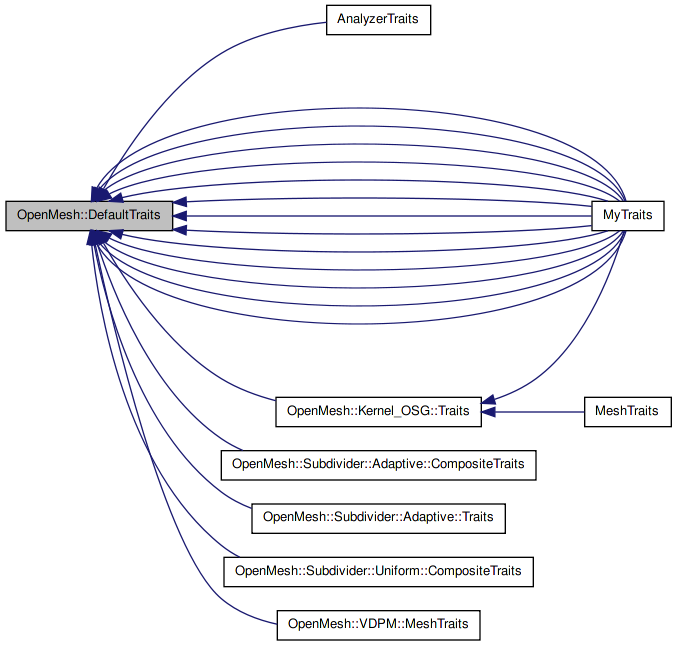 AnalyzerTraits
OpenMesh::DefaultTraits
MyTraits
OpenMesh::Kernel_OSG::Traits
MeshTraits
OpenMesh::Subdivider::Adaptive::CompositeTraits
OpenMesh::Subdivider::Adaptive::Traits
OpenMesh::Subdivider::Uniform::CompositeTraits
OpenMesh::VDPM::MeshTraits